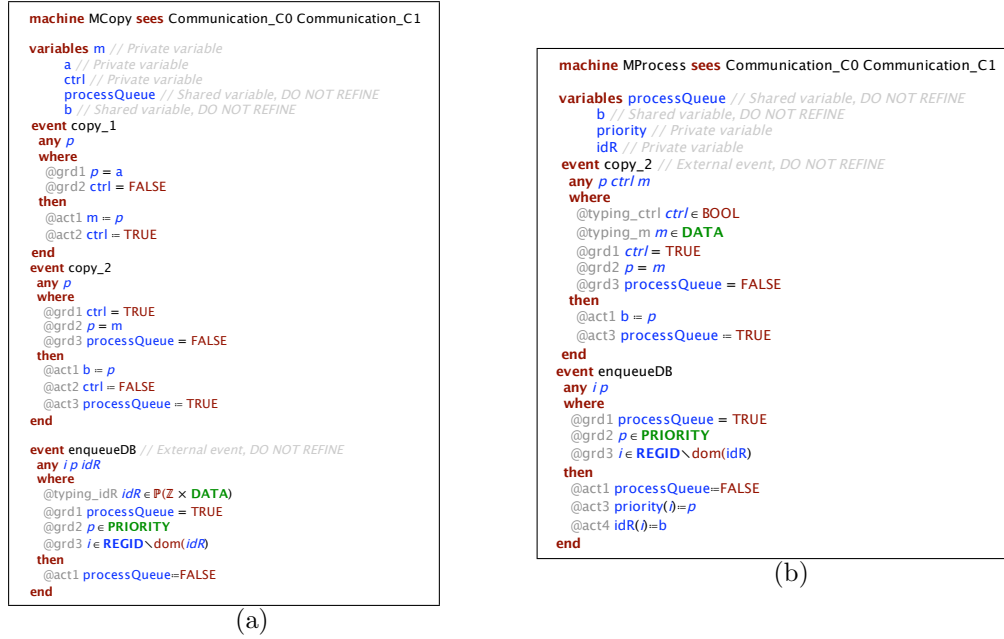 machine MCopy sees Communication_C0 Communication_C1
variables m // Private variable
a // Private variable
ctrl // Private variable
processQueue // Shared variable, DO NOT REFINE
b // Shared variable, DO NOT REFINE
event copy_1
any p
where
@grd1 p = a
@grd2 ctrl = FALSE
then
@act1 m ≔ p
@act2 ctrl ≔ TRUE
end
event copy_2
any p
where
@grd1 ctrl = TRUE
@grd2 p = m
@grd3 processQueue = FALSE
then
@act1 b ≔ p
@act2 ctrl ≔ FALSE
@act3 processQueue ≔ TRUE
end
event enqueueDB // External event, DO NOT REFINE
any i p idR
where
@typing_idR idR ∈ ℙ(ℤ × DATA)
@grd1 processQueue = TRUE
@grd2 p ∈ PRIORITY
@grd3 i ∈ REGID∖dom(idR)
then
@act1 processQueue≔FALSE
end
(a)
machine MProcess sees Communication_C0 Communication_C1
variables processQueue // Shared variable, DO NOT REFINE
b // Shared variable, DO NOT REFINE
priority // Private variable
idR // Private variable
event copy_2 // External event, DO NOT REFINE
any p ctrl m
where
@typing_ctrl ctrl ∈ BOOL
@typing_m m ∈ DATA
@grd1 ctrl = TRUE
@grd2 p = m
@grd3 processQueue = FALSE
then
@act1 b ≔ p
@act3 processQueue ≔ TRUE
end
event enqueueDB
any i p
where
@grd1 processQueue = TRUE
@grd2 p ∈ PRIORITY
@grd3 i ∈ REGID∖dom(idR)
then
@act1 processQueue≔FALSE
@act3 priority(i)≔p
@act4 idR(i)≔b
end
(b)